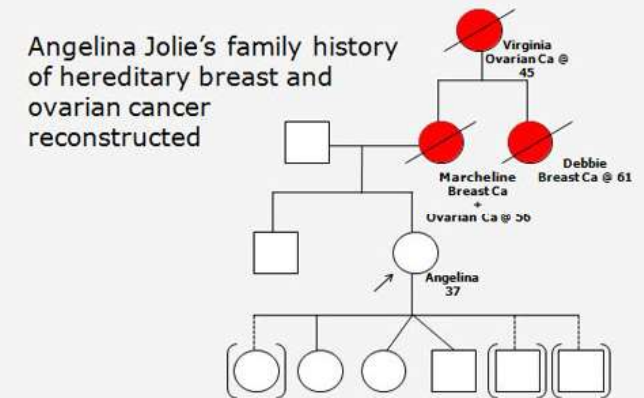 Angelina Jolie's family history
of hereditary breast and
ovarian cancer
reconstructed
Virginia
Ovarian Ca @
45
Marcheline
Breast Ca
+
Ovarian Ca @ 56
Debbie
Breast Ca @ 61
Angelina
37